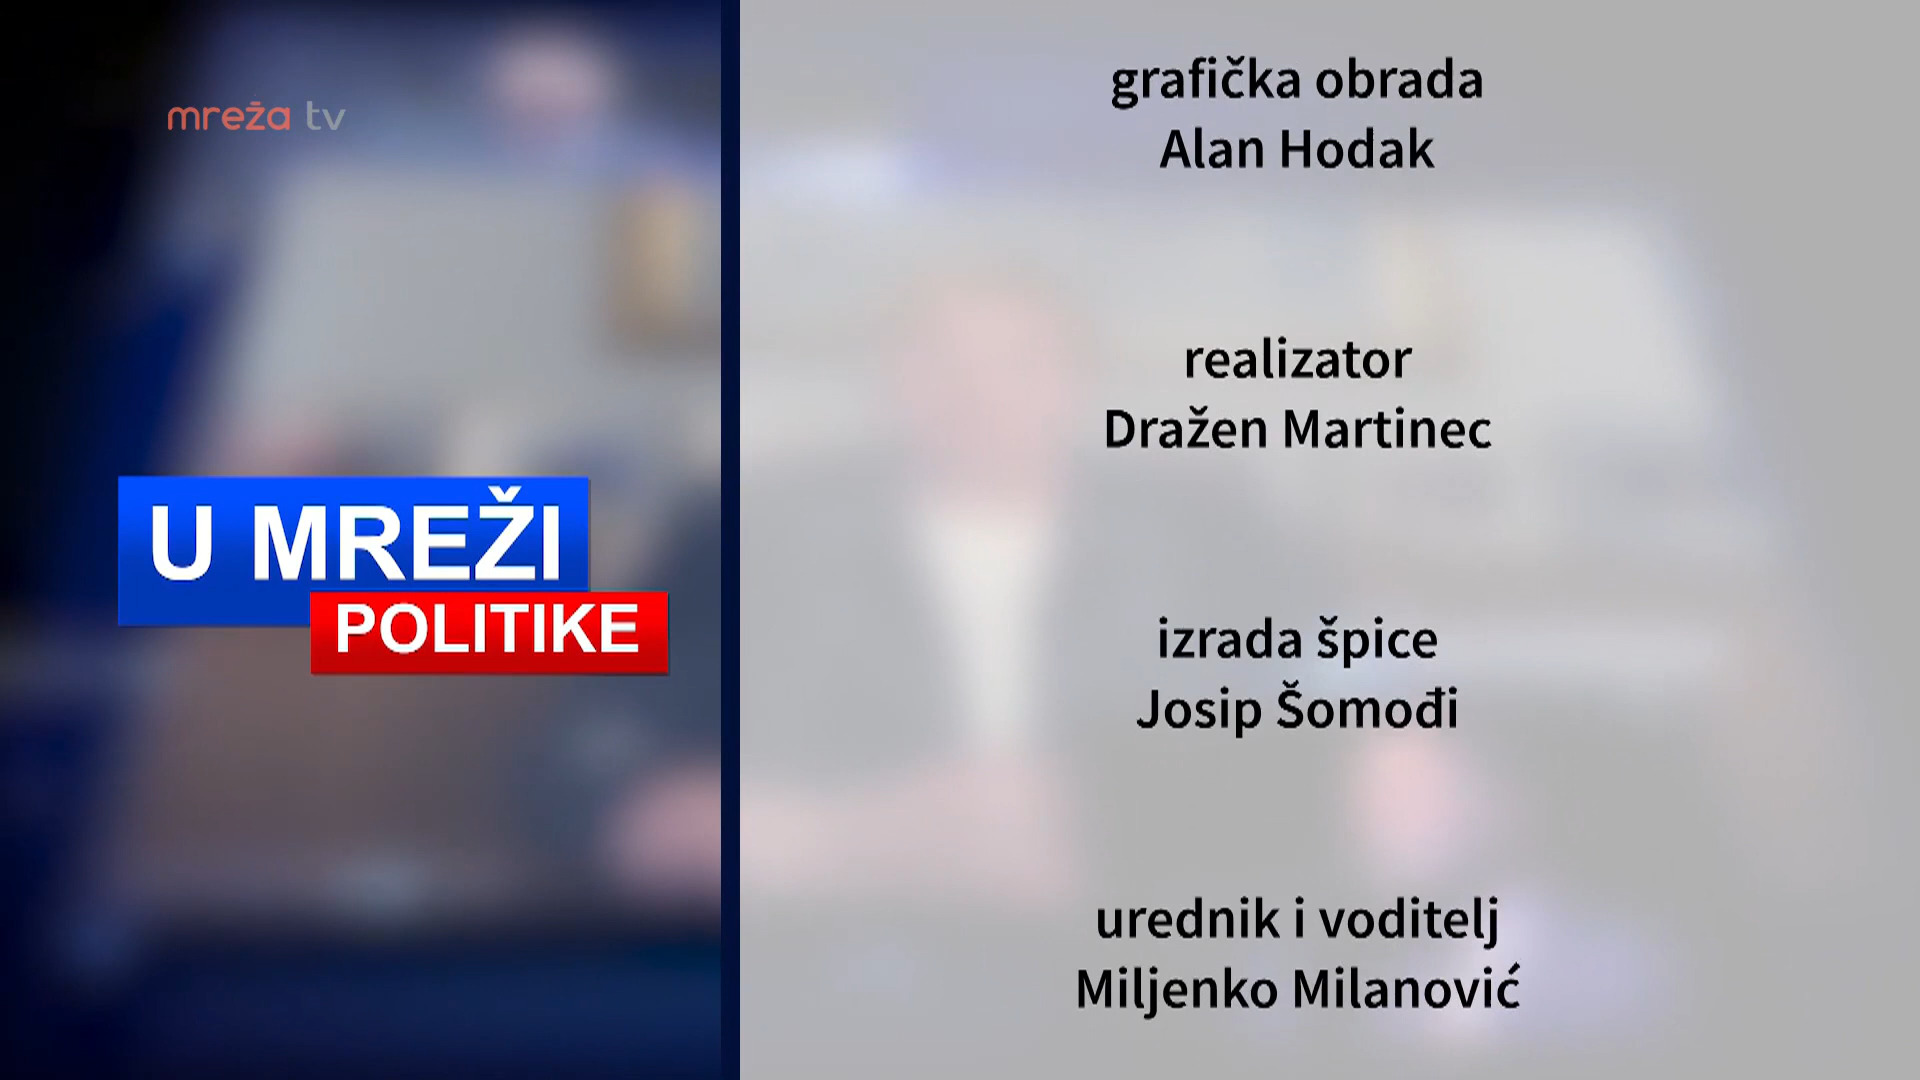 mreža tv
U MREŽI
POLITIKE
grafička obrada
Alan Hodak
realizator
Dražen Martinec
izrada špice
Josip Šomođi
urednik i voditelj
Miljenko Milanović